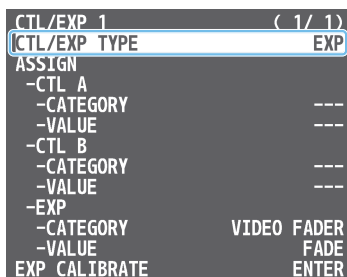 CTL/EXP 1 ( 1/ 1)
CTL/EXP TYPE EXP
ASSIGN
-CTL A
-CATEGORY ---
-VALUE ---
-CTL B
-CATEGORY ---
-VALUE ---
-EXP
-CATEGORY VIDEO FADER
-VALUE FADE
EXP CALIBRATE ENTER